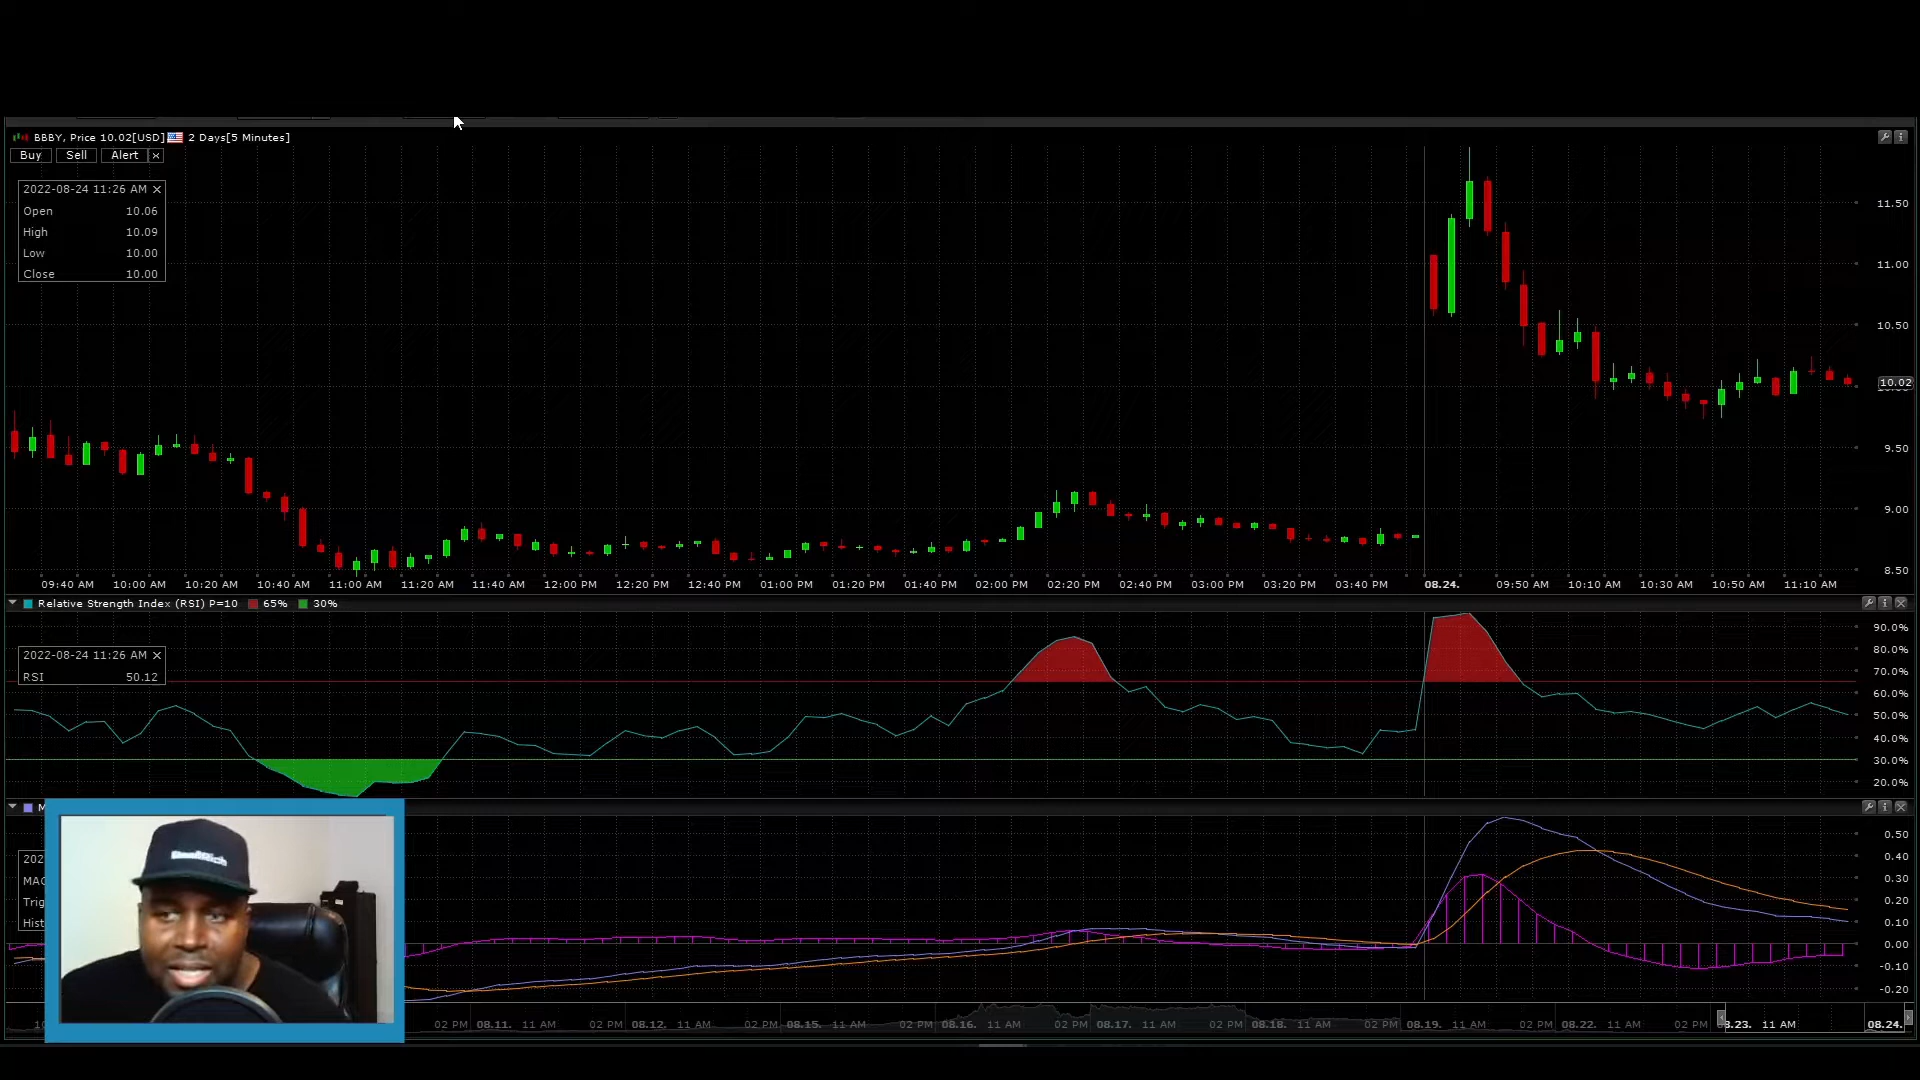 BBBY, Price 10.02[USD] 2 Days[5 Minutes]
Buy Sell Alert
2022-08-24 11:26 AM
Open 10.06
High 10.09
Low 10.00
Close 10.00
11.50
11.00
10.50
10.02
9.50
9.00
8.50
09:40 AM 10:00 AM 10:20 AM 10:40 AM 11:00 AM 11:20 AM 11:40 AM 12:00 PM 12:20 PM 12:40 PM 01:00 PM 01:20 PM 01:40 PM 02:00 PM 02:20 PM 02:40 PM 03:00 PM 03:20 PM 03:40 PM 08.24. 09:50 AM 10:10 AM 10:30 AM 10:50 AM 11:10 AM
Relative Strength Index (RSI) P=10 65% 30%
2022-08-24 11:26 AM
RSI 50.12
90.0%
80.0%
70.0%
60.0%
50.0%
40.0%
30.0%
20.0%
M
202
MAC
Trig
Hist
0.50
0.40
0.30
0.20
0.10
0.00
-0.10
-0.20
02 PM 08.11. 11 AM 02 PM 08.12. 11 AM 02 PM 08.15. 11 AM 02 PM 08.16. 11 AM 02 PM 08.17. 11 AM 02 PM 08.18. 11 AM 02 PM 08.19. 11 AM 02 PM 08.22. 11 AM 02 PM 8.23. 11 AM 08.24.